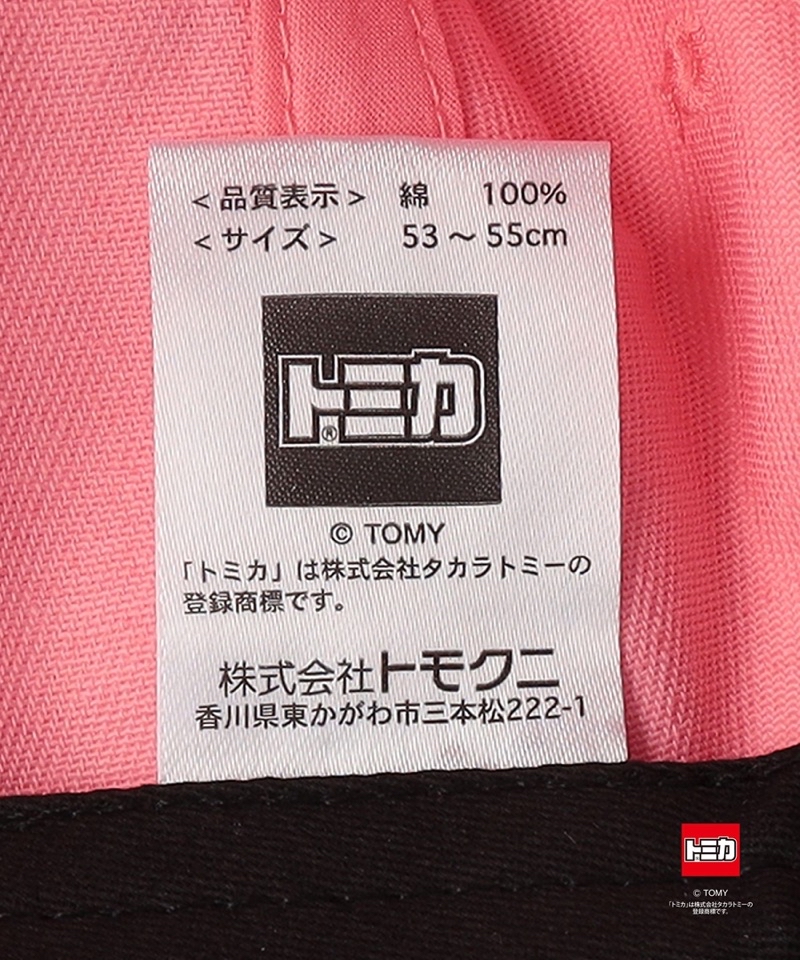 ＜品質表示＞ 綿 100%
＜サイズ＞ 53～55cm
トミカ®
© TOMY
「トミカ」は株式会社タカラトミーの
登録商標です。
株式会社トモクニ
香川県東かがわ市三本松222-1
トミカ
© TOMY
「トミカ」は株式会社タカラトミーの
登録商標です。